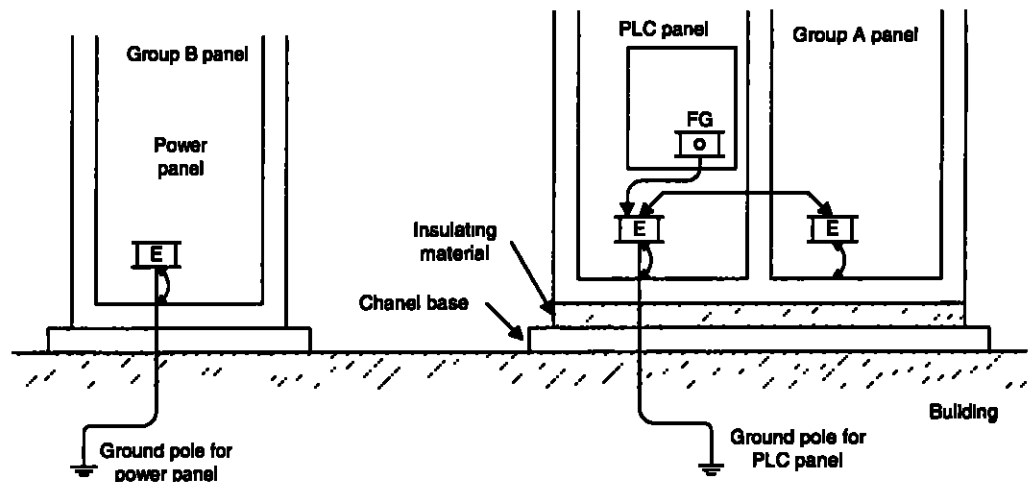 Group B panel
Power
panel
E
Ground pole for
power panel
PLC panel
Group A panel
FG
E
E
Insulating
material
Chanel base
Building
Ground pole for
PLC panel